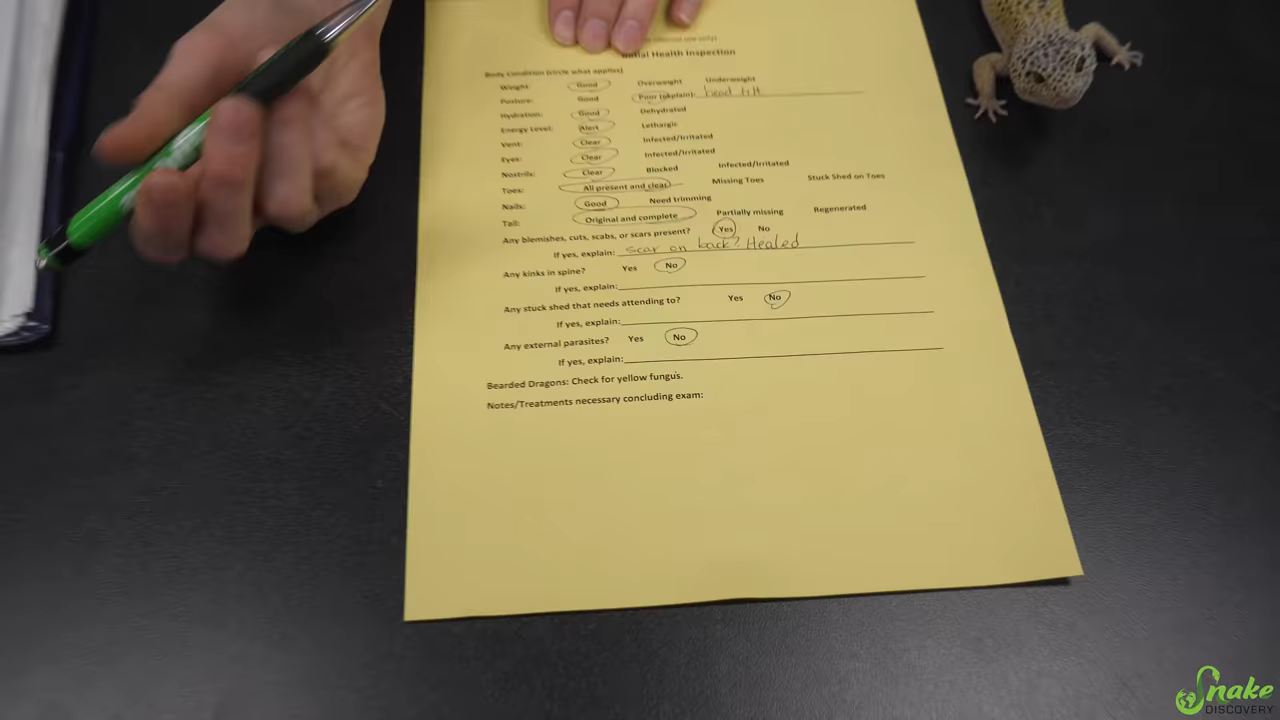 Initial Health Inspection
Body Condition (circle what applies)
Weight: Good Overweight Underweight
Posture: Good Poor (explain): head tilt
Hydration: Good Dehydrated
Energy Level: Alert Lethargic
Vent: Clear Infected/Irritated
Eyes: Clear Infected/Irritated
Nostrils: Clear Blocked Infected/Irritated
Toes: All present and clear Missing Toes Stuck Shed on Toes
Nails: Good Need trimming
Tail: Original and complete Partially missing Regenerated
Any blemishes, cuts, scabs, or scars present? Yes No
If yes, explain: scar on back? Healed
Any kinks in spine? Yes No
If yes, explain:
Any stuck shed that needs attending to? Yes No
If yes, explain:
Any external parasites? Yes No
If yes, explain:
Bearded Dragons: Check for yellow fungus.
Notes/Treatments necessary concluding exam:
Snake
DISCOVERY